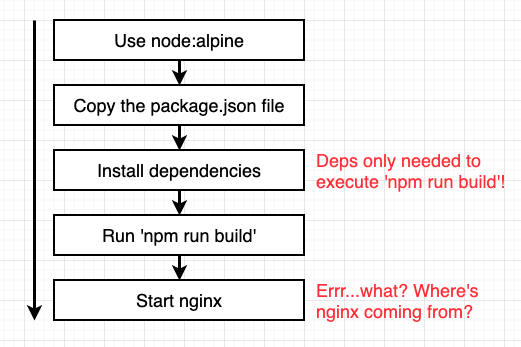 Use node:alpine
Copy the package.json file
Install dependencies
Deps only needed to
execute 'npm run build'!
Run 'npm run build'
Start nginx
Errr...what? Where's
nginx coming from?